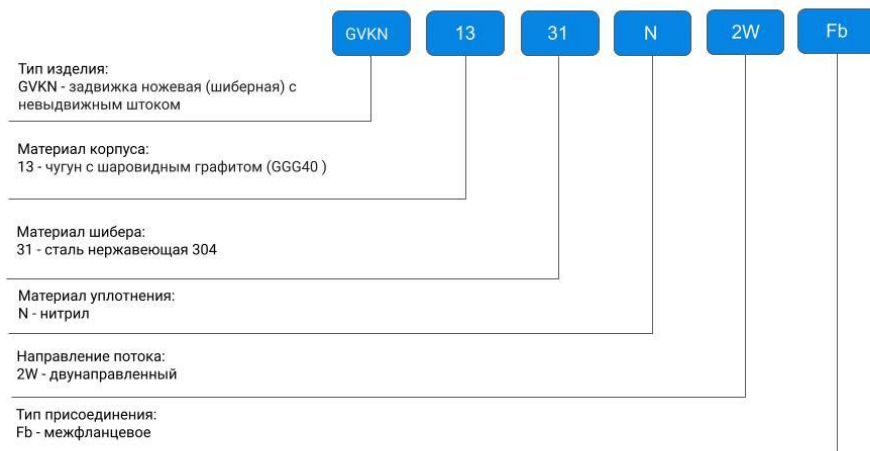 GVKN 13 31 N 2W Fb
Тип изделия:
GVKN - задвижка ножевая (шиберная) с
невыдвижным штоком
Материал корпуса:
13 - чугун с шаровидным графитом (GGG40 )
Материал шибера:
31 - сталь нержавеющая 304
Материал уплотнения:
N - нитрил
Направление потока:
2W - двунаправленный
Тип присоединения:
Fb - межфланцевое